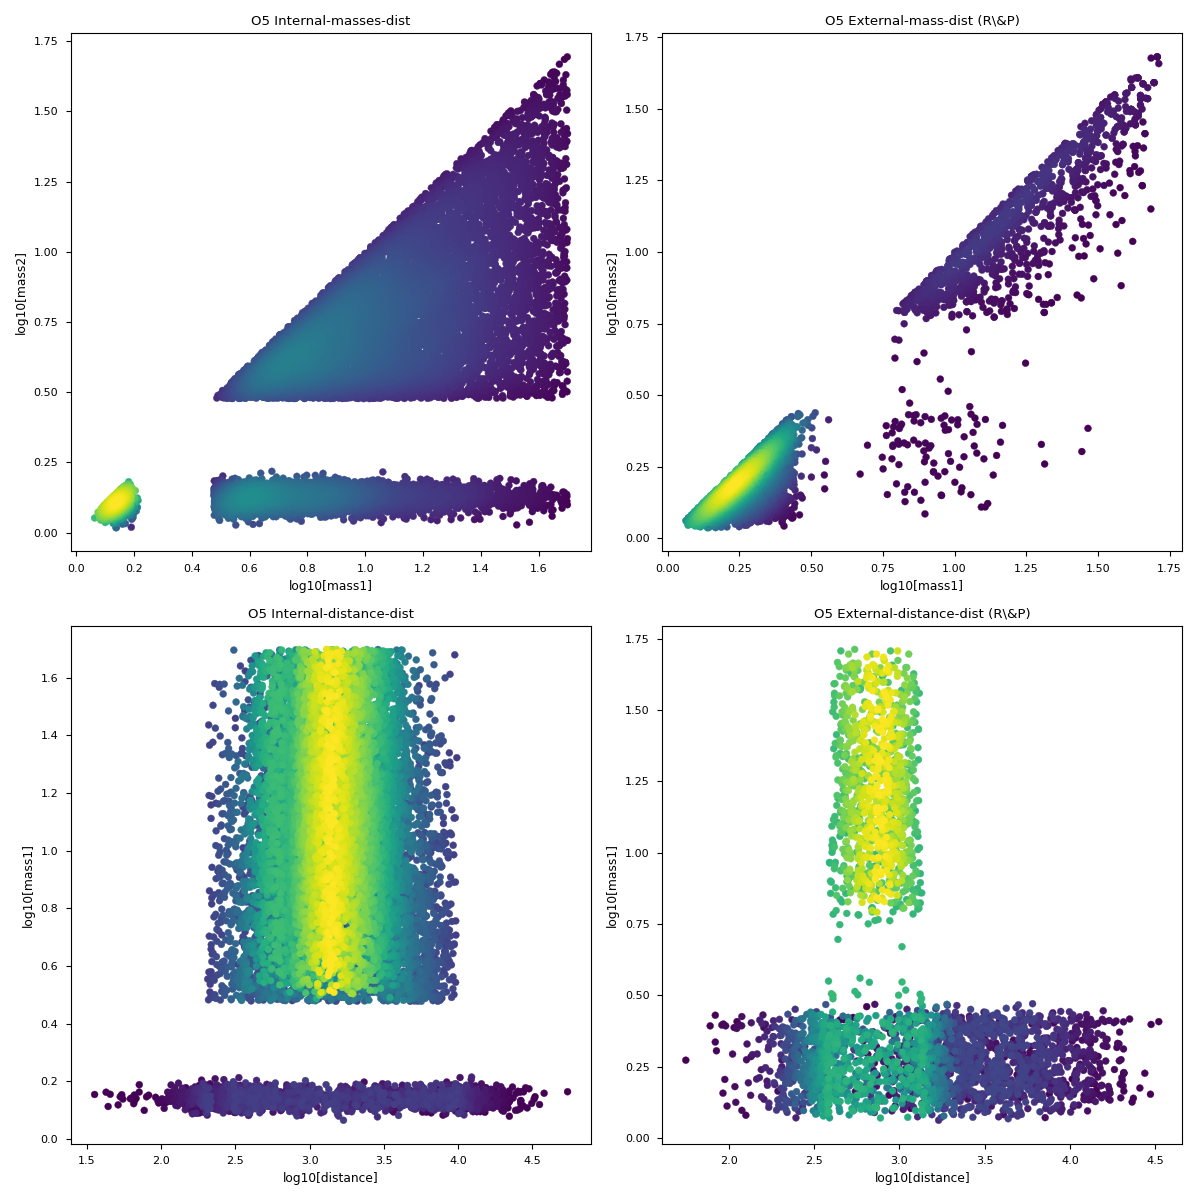 O5 Internal-masses-dist
O5 External-mass-dist (R\&P)
1.75
1.50
1.25
1.00
0.75
0.50
0.25
0.00
log10[mass2]
0.0 0.2 0.4 0.6 0.8 1.0 1.2 1.4 1.6
log10[mass1]
1.75
1.50
1.25
1.00
0.75
0.50
0.25
0.00
log10[mass2]
0.00 0.25 0.50 0.75 1.00 1.25 1.50 1.75
log10[mass1]
O5 Internal-distance-dist
O5 External-distance-dist (R\&P)
1.6
1.4
1.2
1.0
0.8
0.6
0.4
0.2
0.0
log10[mass1]
1.5 2.0 2.5 3.0 3.5 4.0 4.5
log10[distance]
1.75
1.50
1.25
1.00
0.75
0.50
0.25
0.00
log10[mass1]
2.0 2.5 3.0 3.5 4.0 4.5
log10[distance]